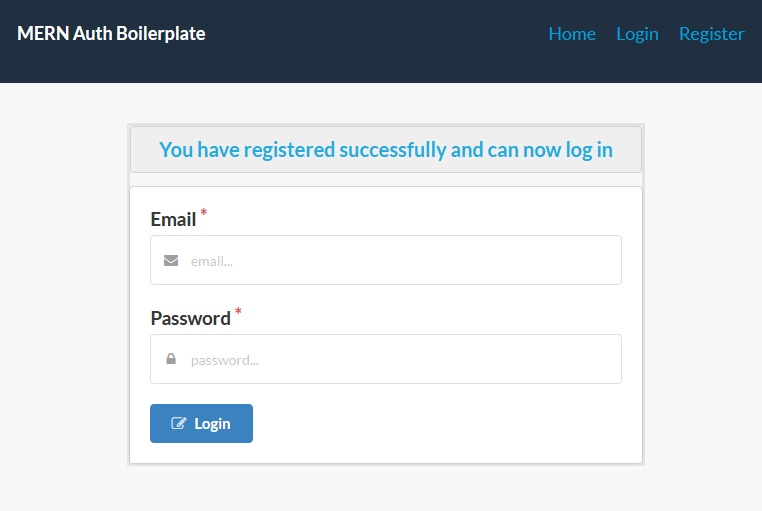 MERN Auth Boilerplate
Home Login Register
You have registered successfully and can now log in
Email *
email...
Password *
password...
Login